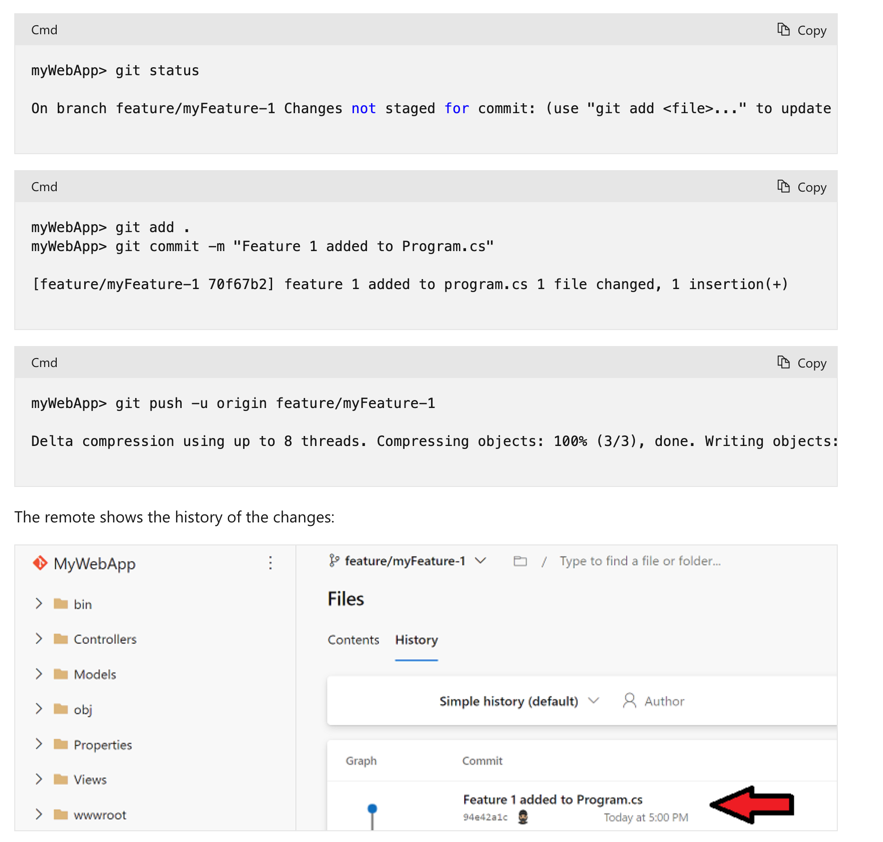 Cmd
Copy
myWebApp> git status
On branch feature/myFeature-1 Changes not staged for commit: (use "git add <file>..." to update
Cmd
Copy
myWebApp> git add .
myWebApp> git commit -m "Feature 1 added to Program.cs"
[feature/myFeature-1 70f67b2] feature 1 added to program.cs 1 file changed, 1 insertion(+)
Cmd
Copy
myWebApp> git push -u origin feature/myFeature-1
Delta compression using up to 8 threads. Compressing objects: 100% (3/3), done. Writing objects:
The remote shows the history of the changes:
MyWebApp
bin
Controllers
Models
obj
Properties
Views
wwwroot
feature/myFeature-1
/ Type to find a file or folder...
Files
Contents History
Simple history (default) Author
Graph Commit
Feature 1 added to Program.cs
94e42a1c Today at 5:00 PM